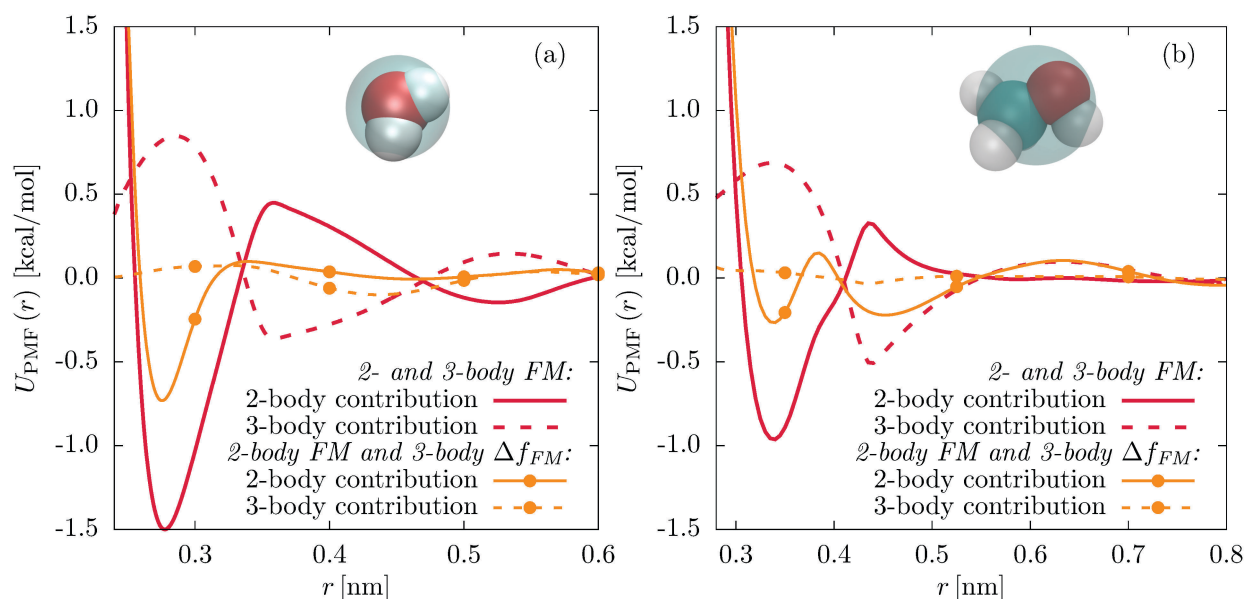 (a)
U_PMF (r) [kcal/mol]
1.5
1.0
0.5
0.0
-0.5
-1.0
-1.5
2- and 3-body FM:
2-body contribution
3-body contribution
2-body FM and 3-body Δf_FM:
2-body contribution
3-body contribution
0.3 0.4 0.5 0.6
r [nm]
(b)
U_PMF (r) [kcal/mol]
1.5
1.0
0.5
0.0
-0.5
-1.0
-1.5
2- and 3-body FM:
2-body contribution
3-body contribution
2-body FM and 3-body Δf_FM:
2-body contribution
3-body contribution
0.3 0.4 0.5 0.6 0.7 0.8
r [nm]